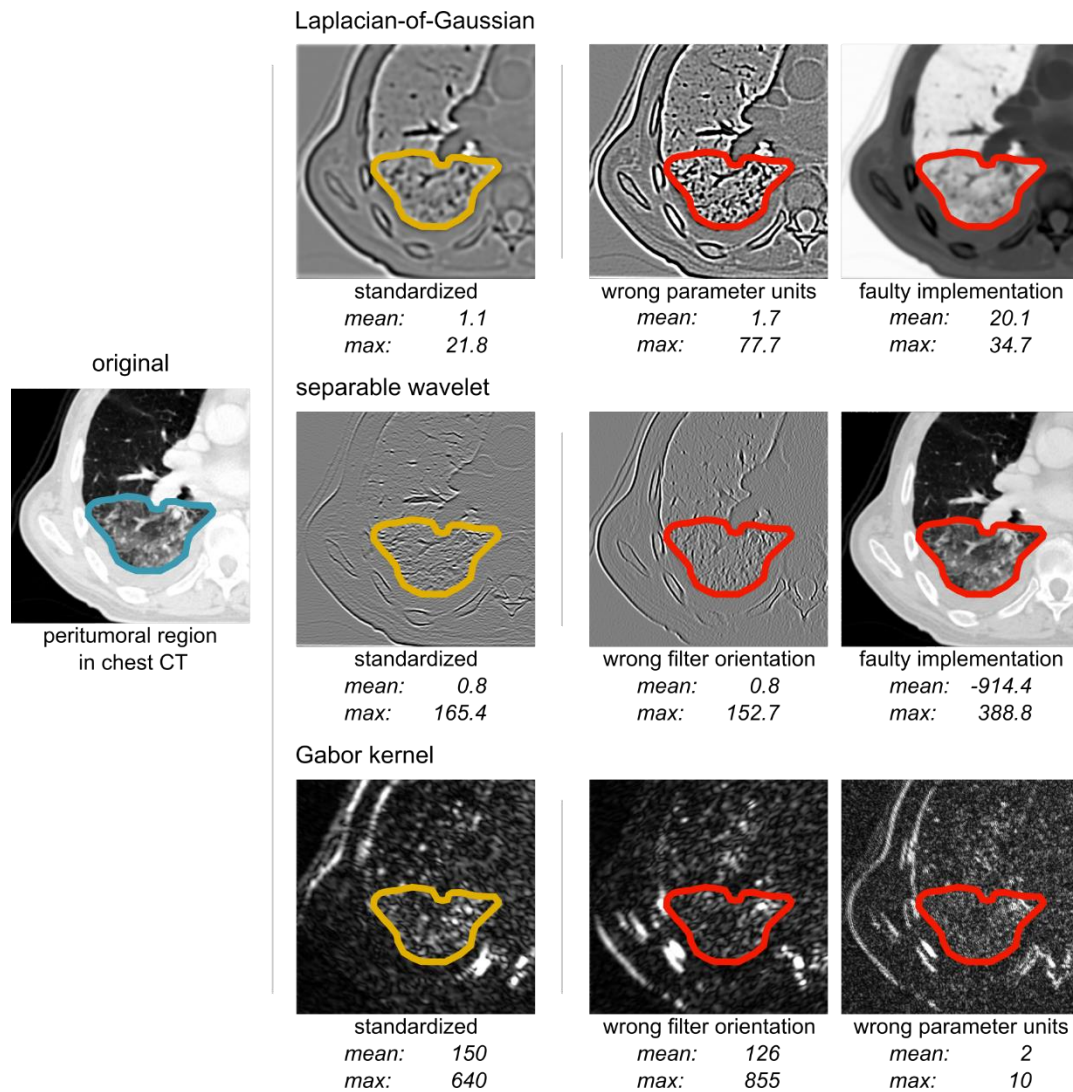 Laplacian-of-Gaussian
standardized
mean: 1.1
max: 21.8
wrong parameter units
mean: 1.7
max: 77.7
faulty implementation
mean: 20.1
max: 34.7
original
peritumoral region
in chest CT
separable wavelet
standardized
mean: 0.8
max: 165.4
wrong filter orientation
mean: 0.8
max: 152.7
faulty implementation
mean: -914.4
max: 388.8
Gabor kernel
standardized
mean: 150
max: 640
wrong filter orientation
mean: 126
max: 855
wrong parameter units
mean: 2
max: 10